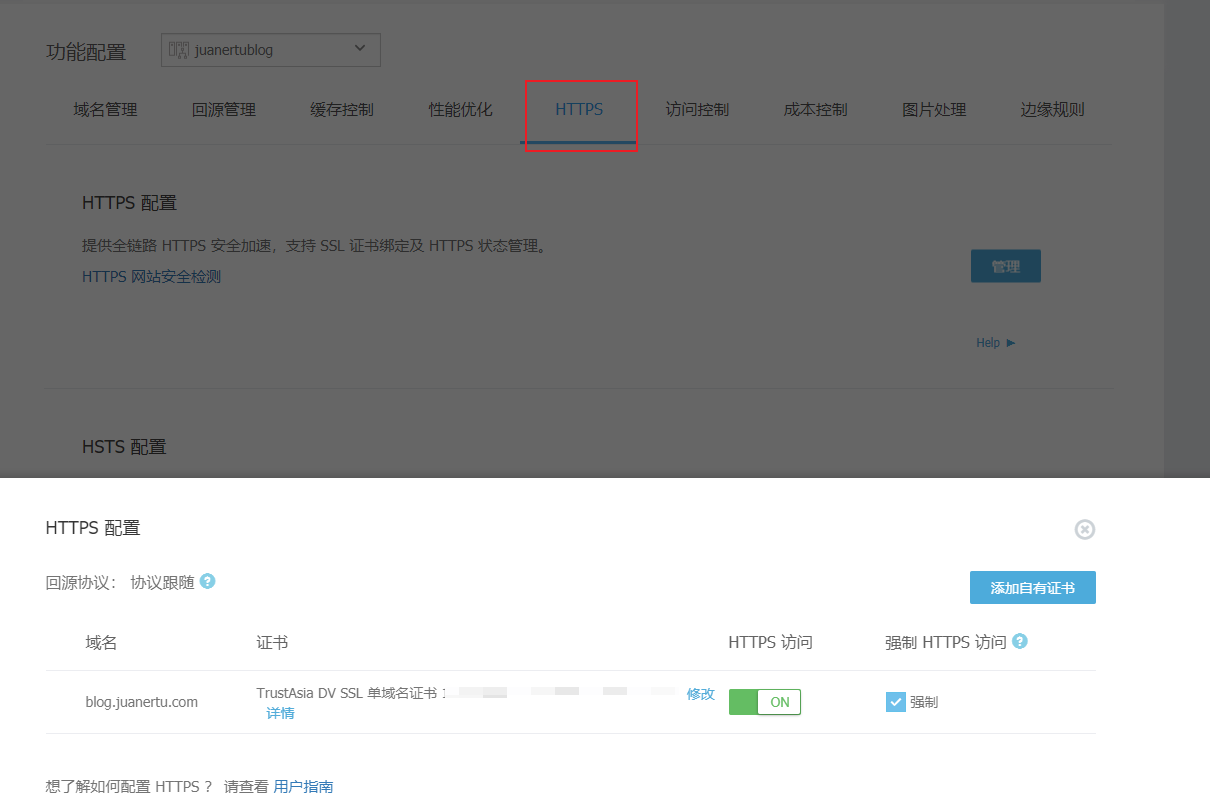 功能配置 juanertublog
域名管理 回源管理 缓存控制 性能优化 HTTPS 访问控制 成本控制 图片处理 边缘规则
HTTPS 配置
提供全链路 HTTPS 安全加速，支持 SSL 证书绑定及 HTTPS 状态管理。
管理
HTTPS 网站安全检测
Help ►
HSTS 配置
HTTPS 配置
回源协议： 协议跟随 ?
添加自有证书
域名 证书 HTTPS 访问 强制 HTTPS 访问 ?
TrustAsia DV SSL 单域名证书 修改
blog.juanertu.com ON 强制
详情
想了解如何配置 HTTPS ？ 请查看 用户指南